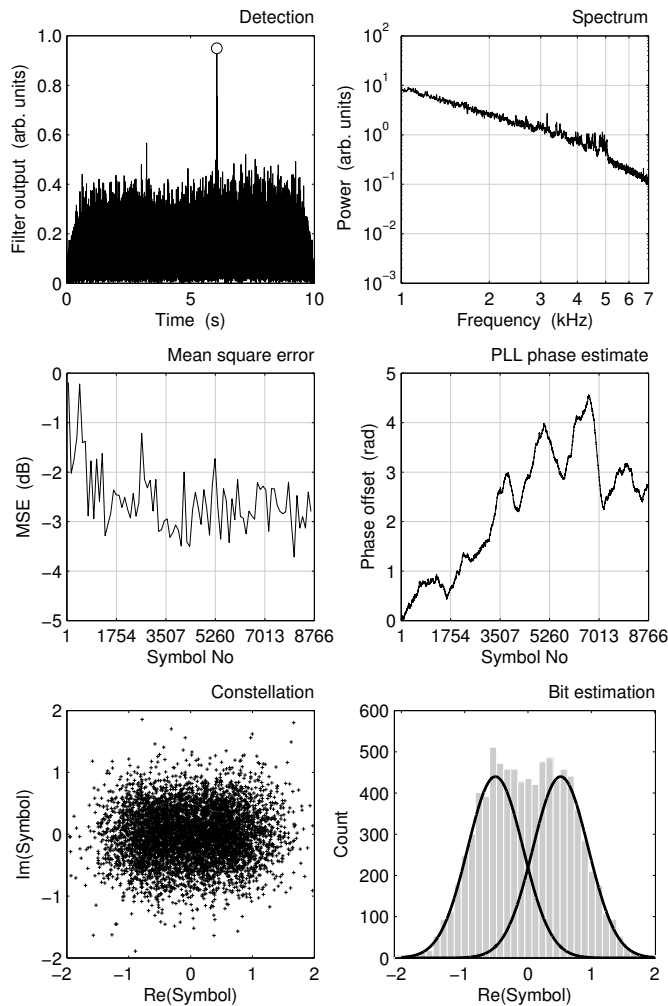 Detection
1.0
0.8
0.6
0.4
0.2
0
0 5 10
Filter output (arb. units)
Time (s)
Spectrum
10^2
10^1
10^0
10^−1
10^−2
10^−3
1 2 3 4 5 6 7
Power (arb. units)
Frequency (kHz)
Mean square error
0
−1
−2
−3
−4
−5
1 1754 3507 5260 7013 8766
MSE (dB)
Symbol No
PLL phase estimate
5
4
3
2
1
0
1 1754 3507 5260 7013 8766
Phase offset (rad)
Symbol No
Constellation
2
1
0
−1
−2
−2 −1 0 1 2
Im(Symbol)
Re(Symbol)
Bit estimation
600
500
400
300
200
100
0
−2 −1 0 1 2
Count
Re(Symbol)